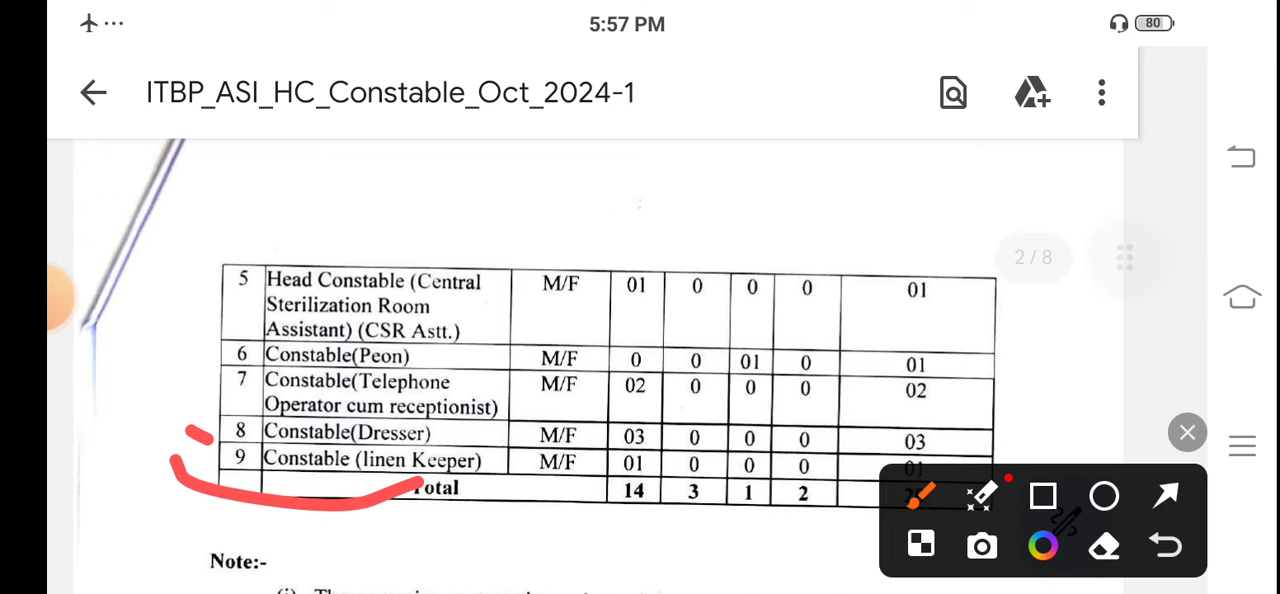 5:57 PM
80
ITBP_ASI_HC_Constable_Oct_2024-1
2/8
5 Head Constable (Central Sterilization Room Assistant) (CSR Astt.) M/F 01 0 0 0 01
6 Constable(Peon) M/F 0 0 01 0 01
7 Constable(Telephone Operator cum receptionist) M/F 02 0 0 0 02
8 Constable(Dresser) M/F 03 0 0 0 03
9 Constable (linen Keeper) M/F 01 0 0 0 01
Total 14 3 1 2
Note:-